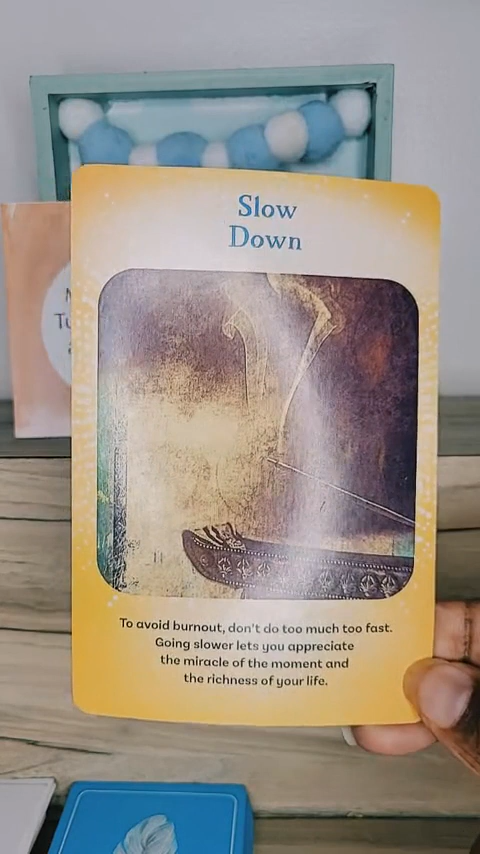 Slow
Down
To avoid burnout, don't do too much too fast.
Going slower lets you appreciate
the miracle of the moment and
the richness of your life.